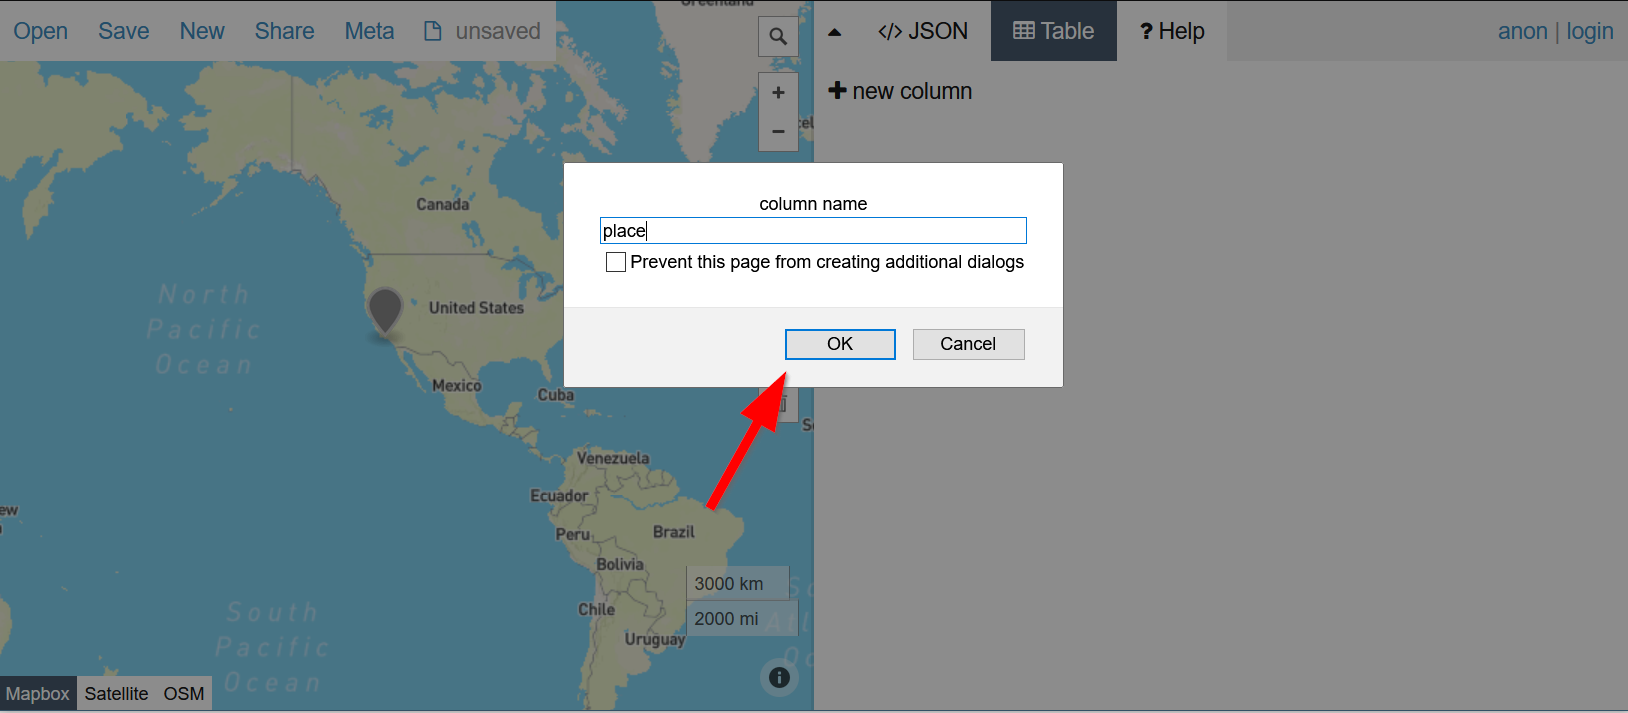 Open Save New Share Meta unsaved
</> JSON Table ? Help
anon | login
+ new column
column name
place
Prevent this page from creating additional dialogs
OK Cancel
Canada
North
Pacific
Ocean
United States
Mexico
Cuba
Venezuela
Ecuador
Peru
Brazil
Bolivia
Chile
Uruguay
3000 km
2000 mi
South
Pacific
Ocean
Mapbox Satellite OSM